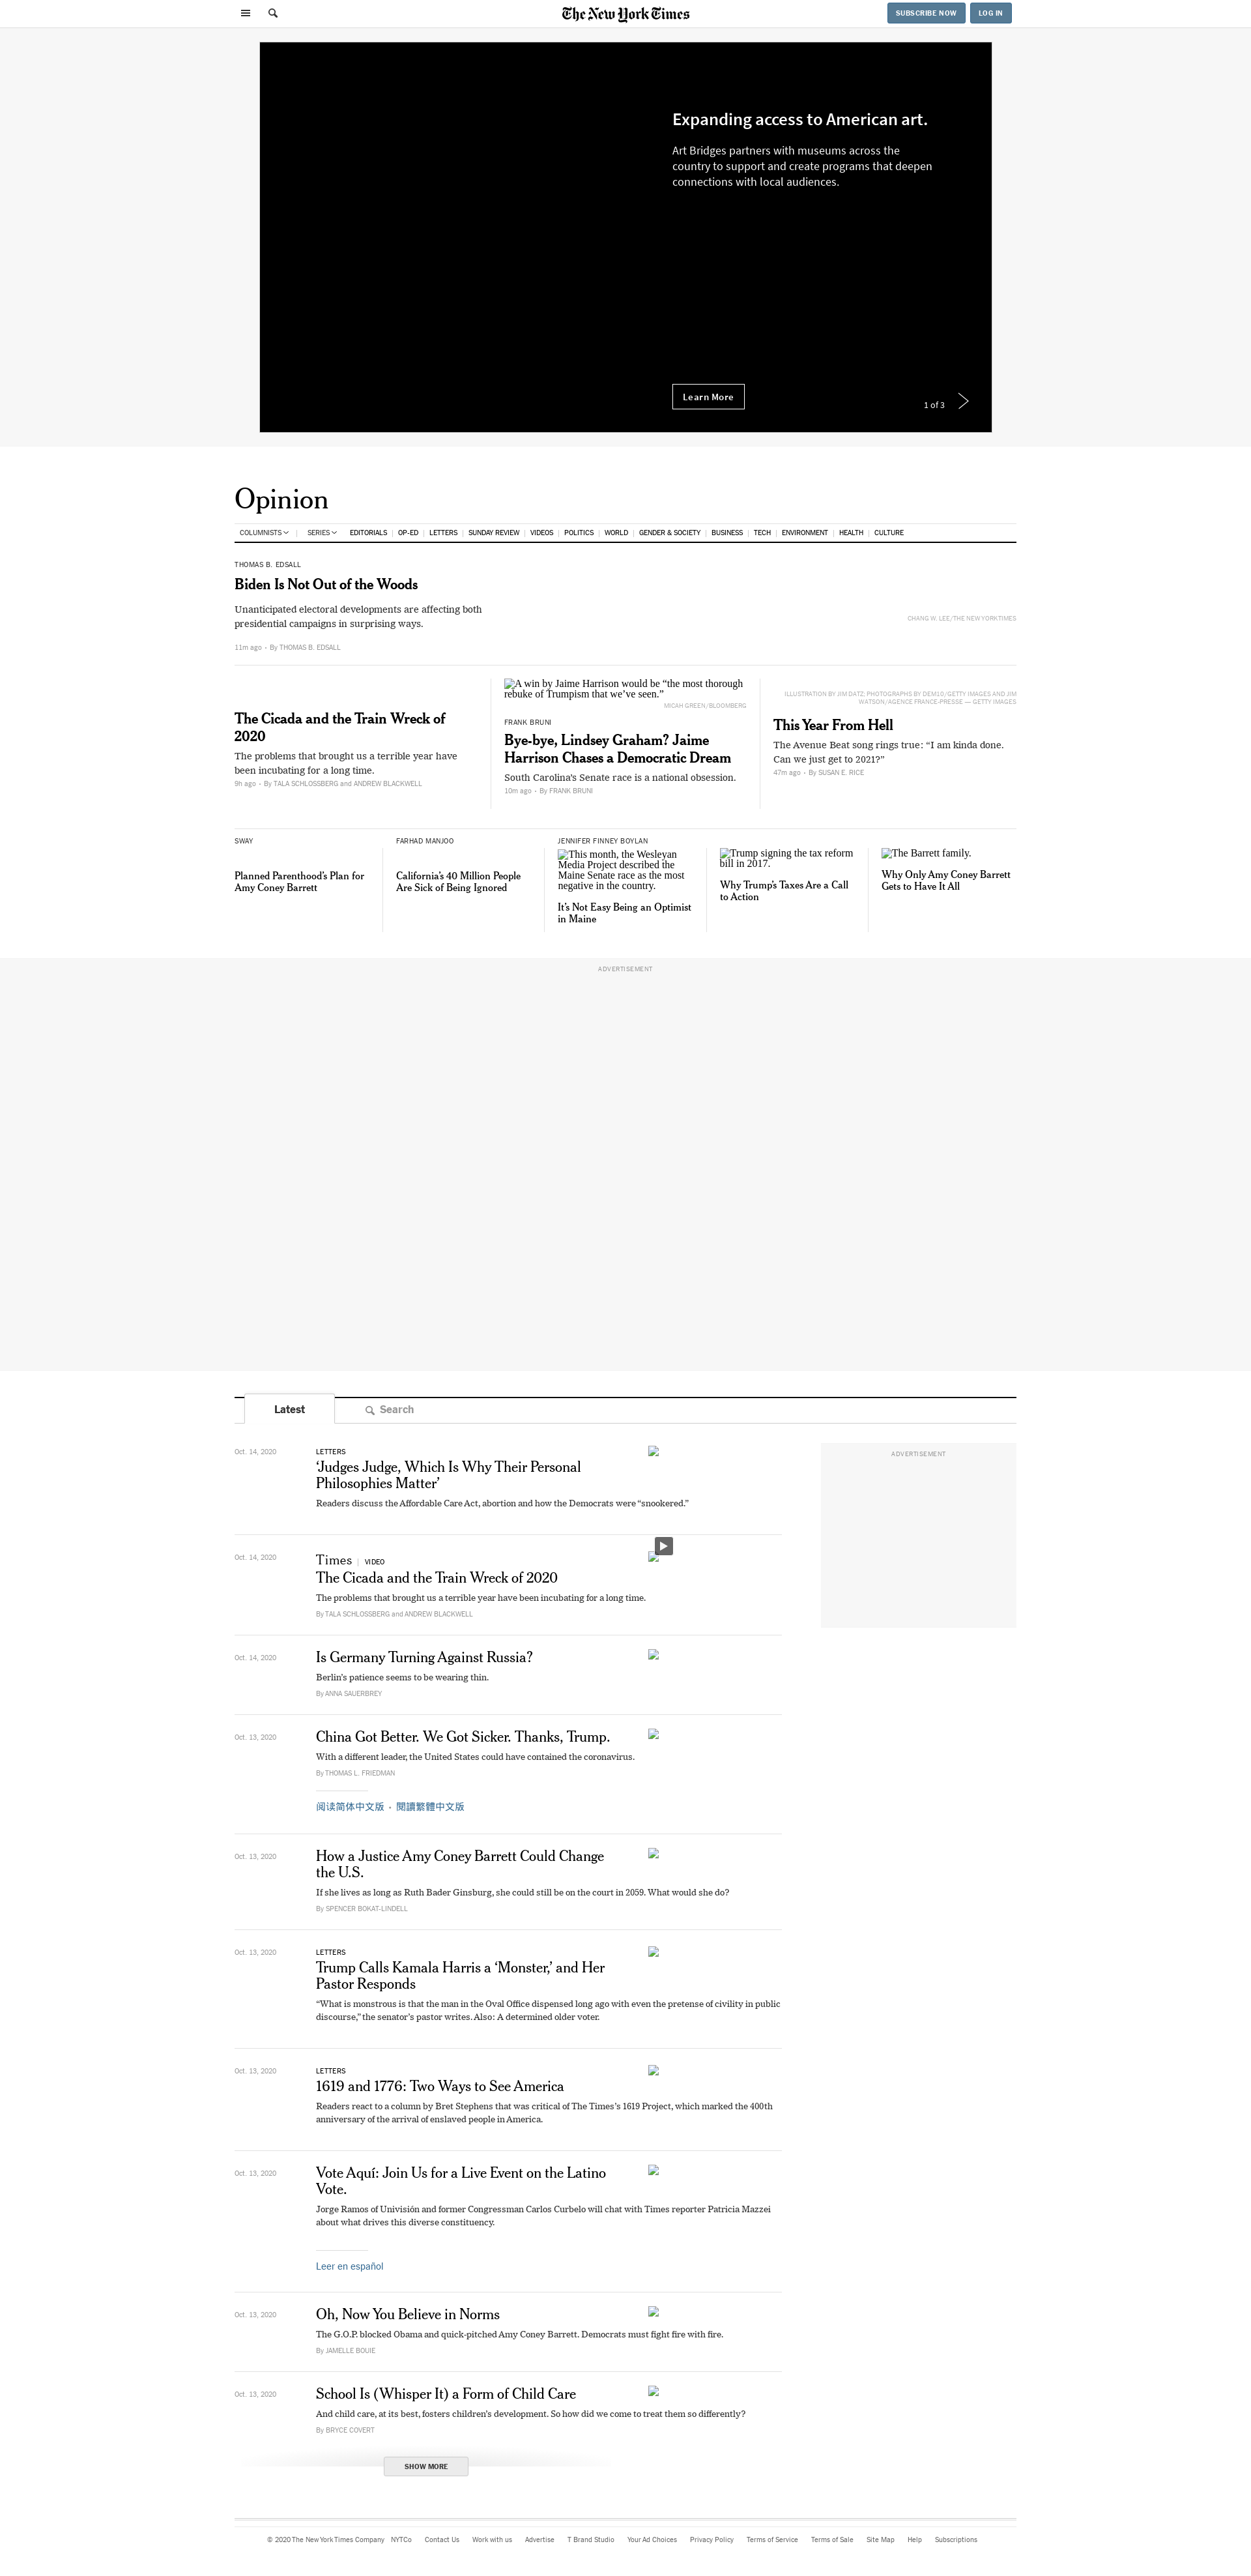 The New York Times
SUBSCRIBE NOW
LOG IN
Expanding access to American art.
Art Bridges partners with museums across the
country to support and create programs that deepen
connections with local audiences.
Learn More
1 of 3
Opinion
COLUMNISTS | SERIES EDITORIALS | OP-ED | LETTERS | SUNDAY REVIEW | VIDEOS | POLITICS | WORLD | GENDER & SOCIETY | BUSINESS | TECH | ENVIRONMENT | HEALTH | CULTURE
THOMAS B. EDSALL
Biden Is Not Out of the Woods
Unanticipated electoral developments are affecting both
presidential campaigns in surprising ways.
11m ago • By THOMAS B. EDSALL
CHANG W. LEE/THE NEW YORK TIMES
The Cicada and the Train Wreck of
2020
The problems that brought us a terrible year have
been incubating for a long time.
9h ago • By TALA SCHLOSSBERG and ANDREW BLACKWELL
A win by Jaime Harrison would be “the most thorough
rebuke of Trumpism that we’ve seen.”
MICAH GREEN/BLOOMBERG
FRANK BRUNI
Bye-bye, Lindsey Graham? Jaime
Harrison Chases a Democratic Dream
South Carolina’s Senate race is a national obsession.
10m ago • By FRANK BRUNI
ILLUSTRATION BY JIM DATZ; PHOTOGRAPHS BY DEM10/GETTY IMAGES AND JIM
WATSON/AGENCE FRANCE-PRESSE — GETTY IMAGES
This Year From Hell
The Avenue Beat song rings true: “I am kinda done.
Can we just get to 2021?”
47m ago • By SUSAN E. RICE
SWAY
Planned Parenthood’s Plan for
Amy Coney Barrett
FARHAD MANJOO
California’s 40 Million People
Are Sick of Being Ignored
JENNIFER FINNEY BOYLAN
This month, the Wesleyan
Media Project described the
Maine Senate race as the most
negative in the country.
It’s Not Easy Being an Optimist
in Maine
Trump signing the tax reform
bill in 2017.
Why Trump’s Taxes Are a Call
to Action
The Barrett family.
Why Only Amy Coney Barrett
Gets to Have It All
ADVERTISEMENT
Latest
Search
ADVERTISEMENT
Oct. 14, 2020
LETTERS
‘Judges Judge, Which Is Why Their Personal
Philosophies Matter’
Readers discuss the Affordable Care Act, abortion and how the Democrats were “snookered.”
Oct. 14, 2020
Times | VIDEO
The Cicada and the Train Wreck of 2020
The problems that brought us a terrible year have been incubating for a long time.
By TALA SCHLOSSBERG and ANDREW BLACKWELL
Oct. 14, 2020
Is Germany Turning Against Russia?
Berlin’s patience seems to be wearing thin.
By ANNA SAUERBREY
Oct. 13, 2020
China Got Better. We Got Sicker. Thanks, Trump.
With a different leader, the United States could have contained the coronavirus.
By THOMAS L. FRIEDMAN
阅读简体中文版 • 閱讀繁體中文版
Oct. 13, 2020
How a Justice Amy Coney Barrett Could Change
the U.S.
If she lives as long as Ruth Bader Ginsburg, she could still be on the court in 2059. What would she do?
By SPENCER BOKAT-LINDELL
Oct. 13, 2020
LETTERS
Trump Calls Kamala Harris a ‘Monster,’ and Her
Pastor Responds
“What is monstrous is that the man in the Oval Office dispensed long ago with even the pretense of civility in public
discourse,” the senator’s pastor writes. Also: A determined older voter.
Oct. 13, 2020
LETTERS
1619 and 1776: Two Ways to See America
Readers react to a column by Bret Stephens that was critical of The Times’s 1619 Project, which marked the 400th
anniversary of the arrival of enslaved people in America.
Oct. 13, 2020
Vote Aquí: Join Us for a Live Event on the Latino
Vote.
Jorge Ramos of Univisión and former Congressman Carlos Curbelo will chat with Times reporter Patricia Mazzei
about what drives this diverse constituency.
Leer en español
Oct. 13, 2020
Oh, Now You Believe in Norms
The G.O.P. blocked Obama and quick-pitched Amy Coney Barrett. Democrats must fight fire with fire.
By JAMELLE BOUIE
Oct. 13, 2020
School Is (Whisper It) a Form of Child Care
And child care, at its best, fosters children’s development. So how did we come to treat them so differently?
By BRYCE COVERT
SHOW MORE
© 2020 The New York Times Company NYTCo Contact Us Work with us Advertise T Brand Studio Your Ad Choices Privacy Policy Terms of Service Terms of Sale Site Map Help Subscriptions